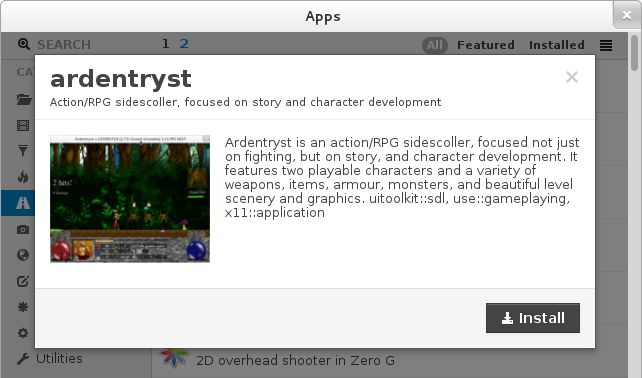 Apps
SEARCH
1 2
All Featured Installed
CA
ardentryst
Action/RPG sidescoller, focused on story and character development
2 hits!
Ardentryst is an action/RPG sidescoller, focused not just
on fighting, but on story, and character development. It
features two playable characters and a variety of
weapons, items, armour, monsters, and beautiful level
scenery and graphics. uitoolkit::sdl, use::gameplaying,
x11::application
Install
Utilities
2D overhead shooter in Zero G